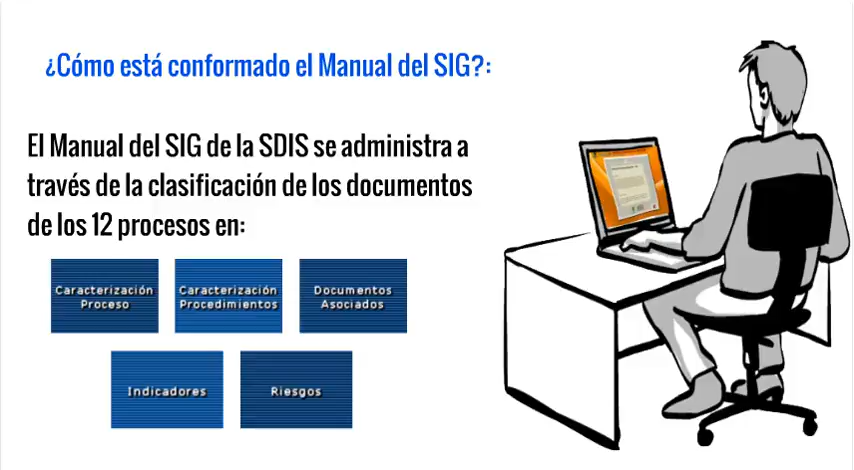 ¿Cómo está conformado el Manual del SIG?:
El Manual del SIG de la SDIS se administra a
través de la clasificación de los documentos
de los 12 procesos en:
Caracterización
Proceso
Caracterización
Procedimientos
Documentos
Asociados
Indicadores
Riesgos